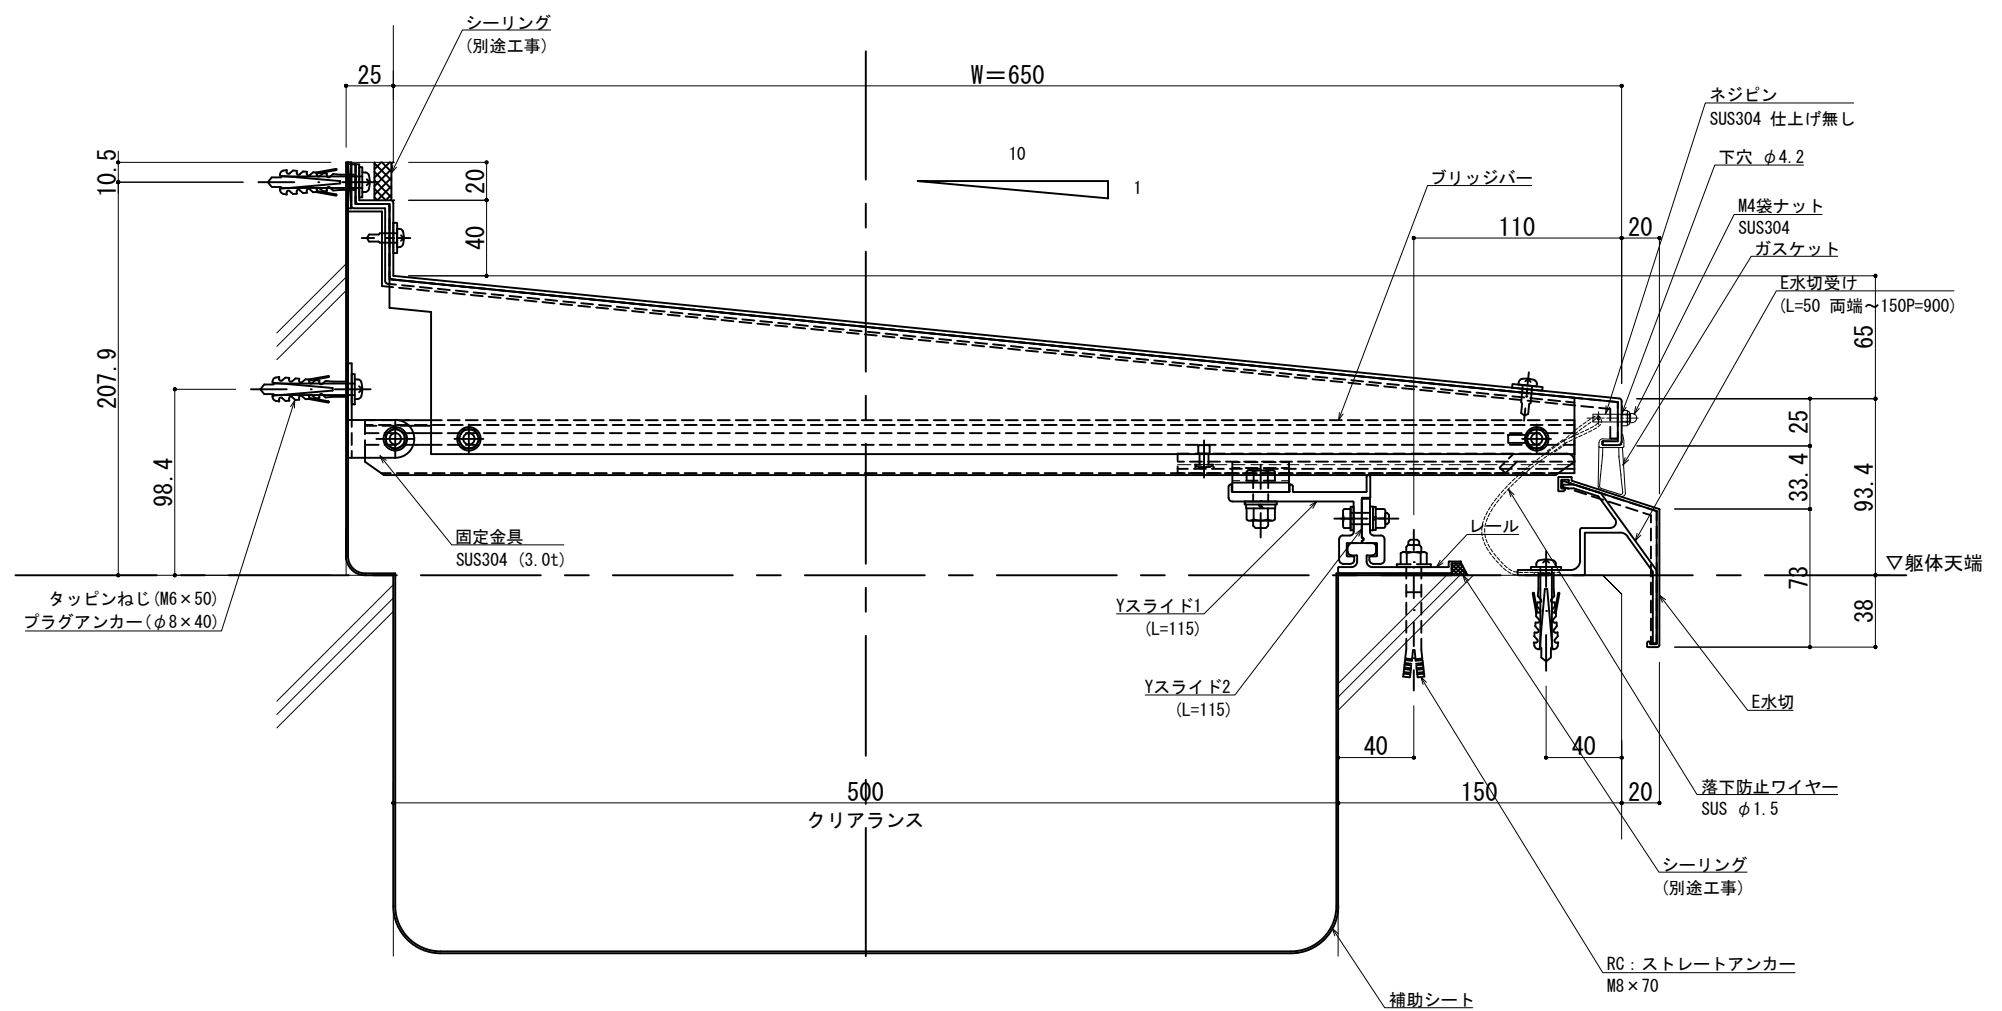 シーリング
(別途工事)
25
W=650
ネジピン
SUS304 仕上げ無し
10.5
20
10
1
下穴 φ4.2
ブリッジバー
M4袋ナット
SUS304
40
110
20
ガスケット
E水切受け
(L=50 両端～150P=900)
65
207.9
25
98.4
33.4
93.4
固定金具
SUS304 (3.0t)
レール
▽躯体天端
タッピンねじ(M6×50)
プラグアンカー(φ8×40)
73
38
Yスライド1
(L=115)
Yスライド2
(L=115)
E水切
40
40
500
クリアランス
150
20
落下防止ワイヤー
SUS φ1.5
シーリング
(別途工事)
RC：ストレートアンカー
M8×70
補助シート